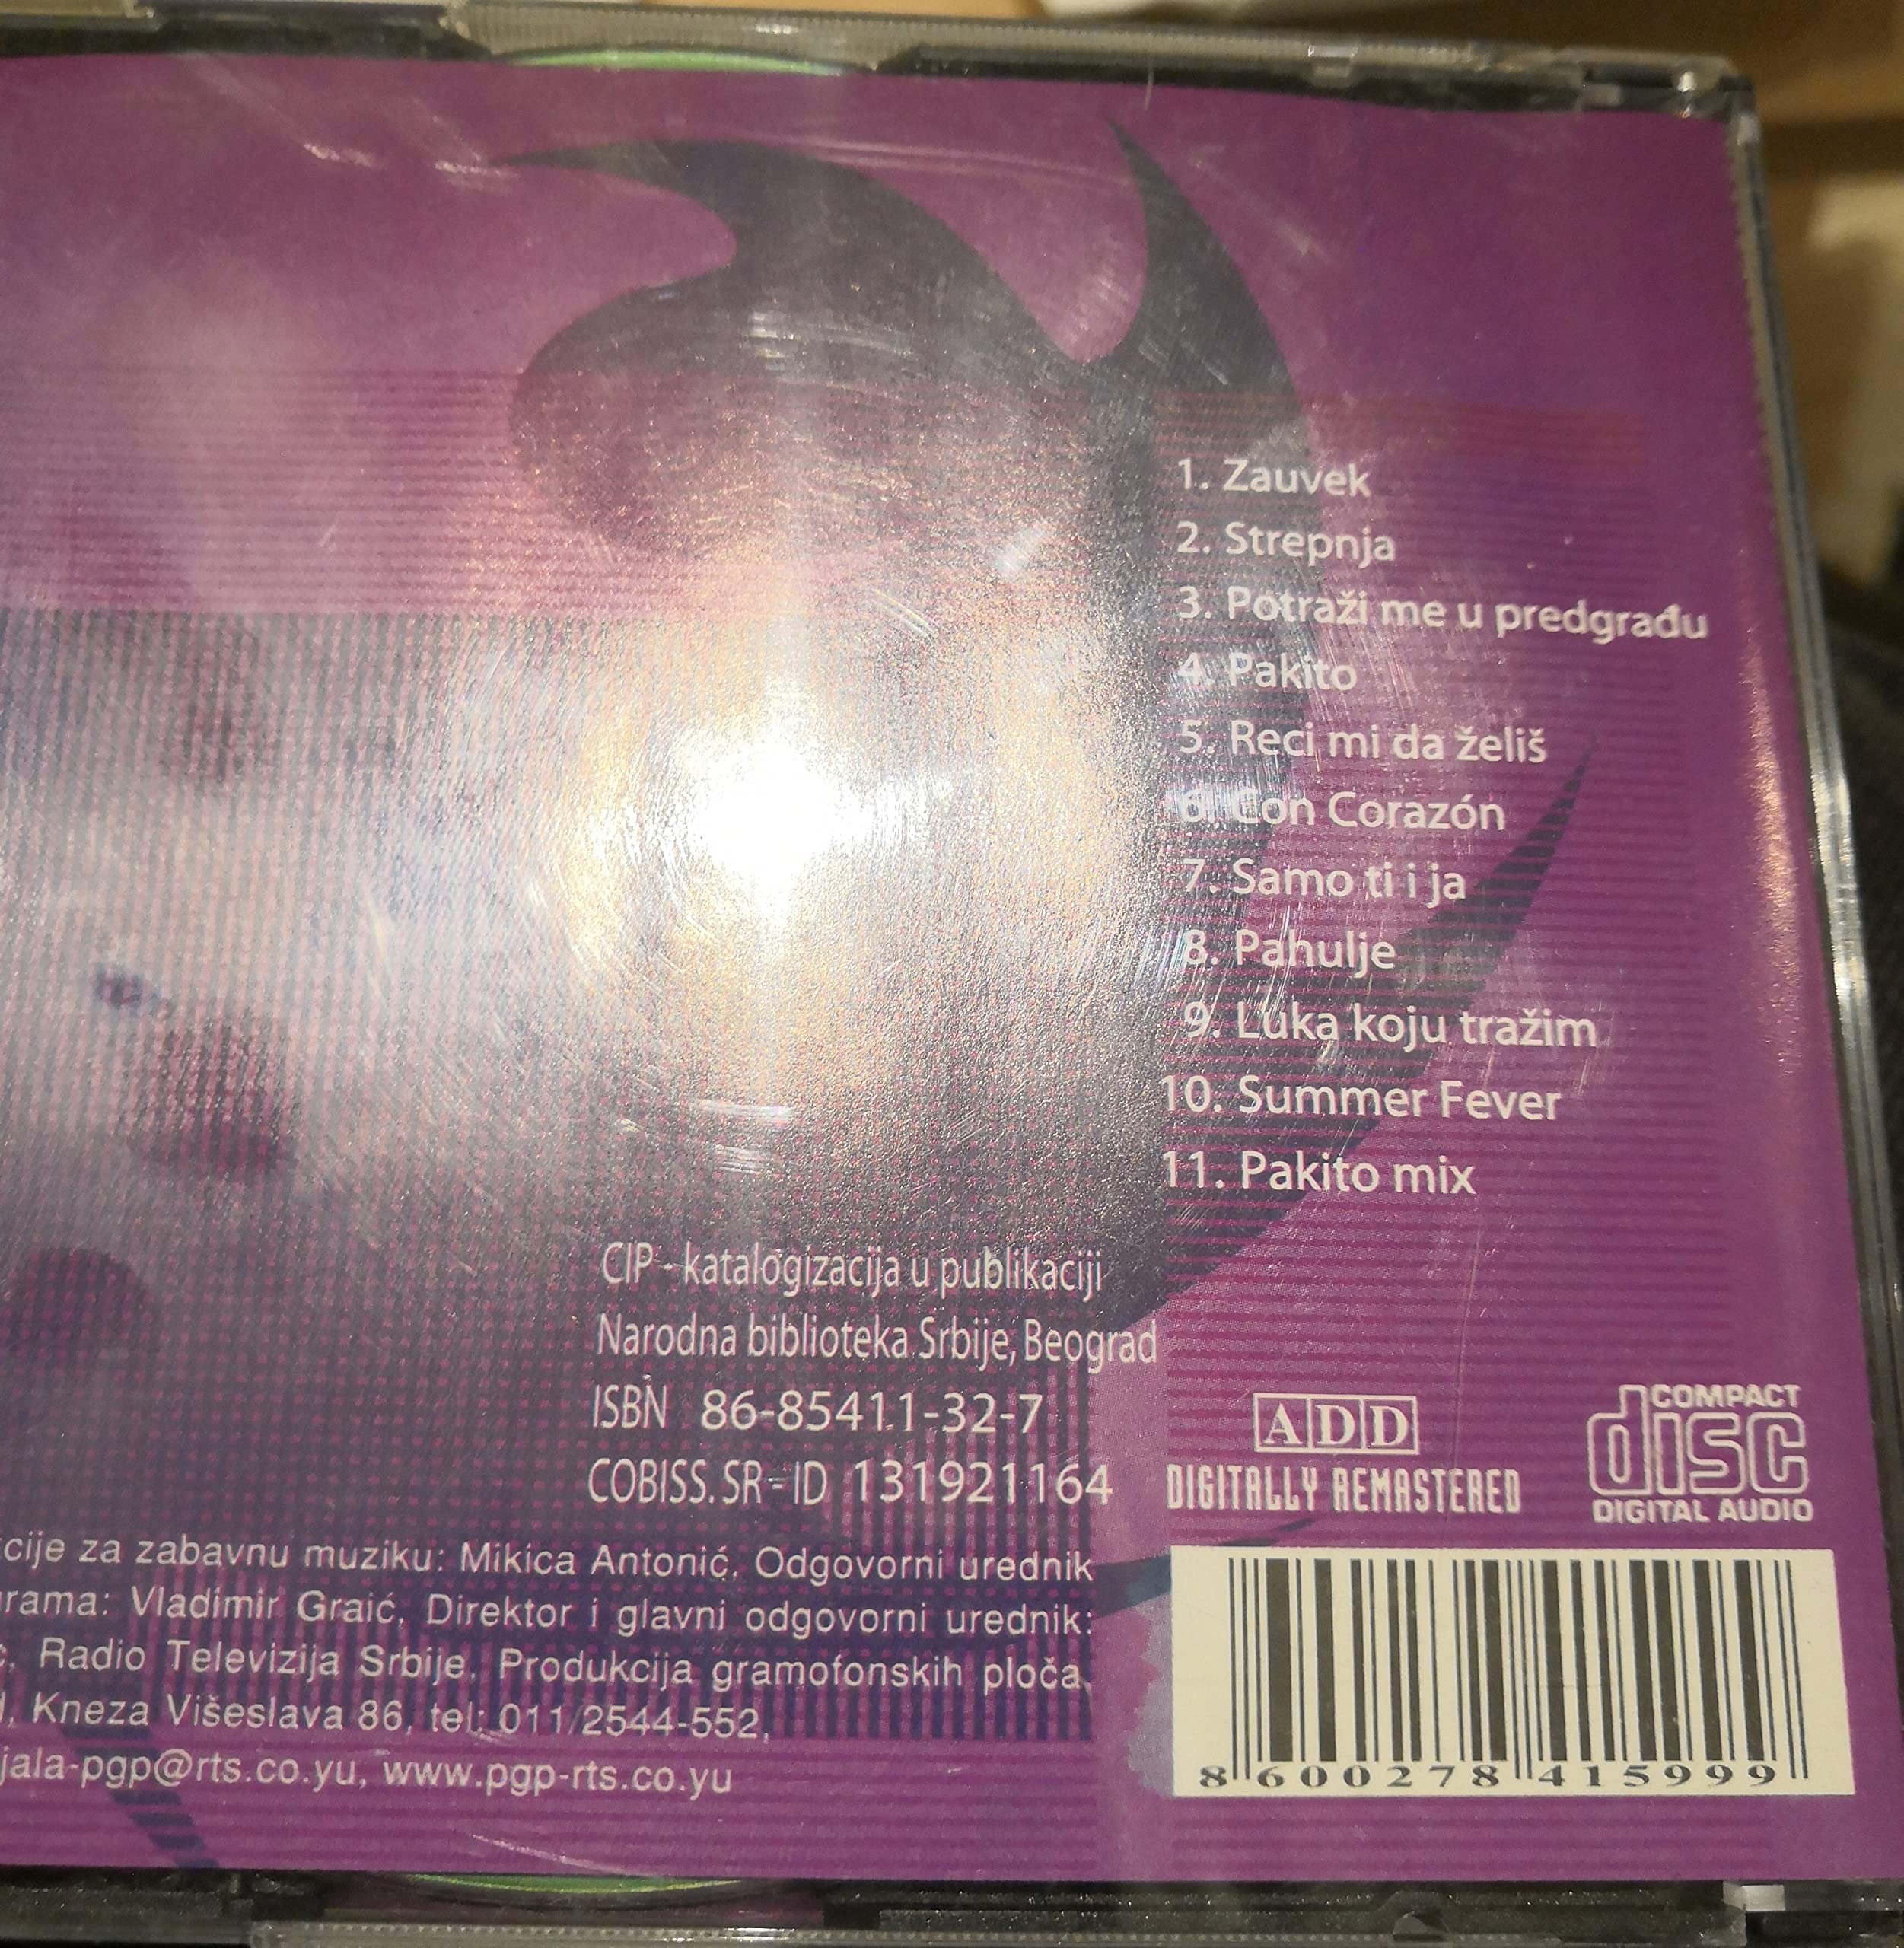 1. Zauvek
2. Strepnja
3. Potraži me u predgrađu
4. Pakito
5. Reci mi da želiš
6. Con Corazón
7. Samo ti i ja
8. Pahulje
9. Luka koju tražim
10. Summer Fever
11. Pakito mix
CIP - katalogizacija u publikaciji
Narodna biblioteka Srbije, Beograd
ISBN 86-85411-32-7
COBISS.SR-ID 131921164
cije za zabavnu muziku: Mikica Antonić, Odgovorni urednik
grama: Vladimir Graić, Direktor i glavni odgovorni urednik:
Radio Televizija Srbije, Produkcija gramofonskih ploča,
Kneza Višeslava 86, tel: 011/2544-552,
jala-pgp@rts.co.yu, www.pgp-rts.co.yu
ADD
DIGITALLY REMASTERED
COMPACT
disc
DIGITAL AUDIO
8 600278 415999